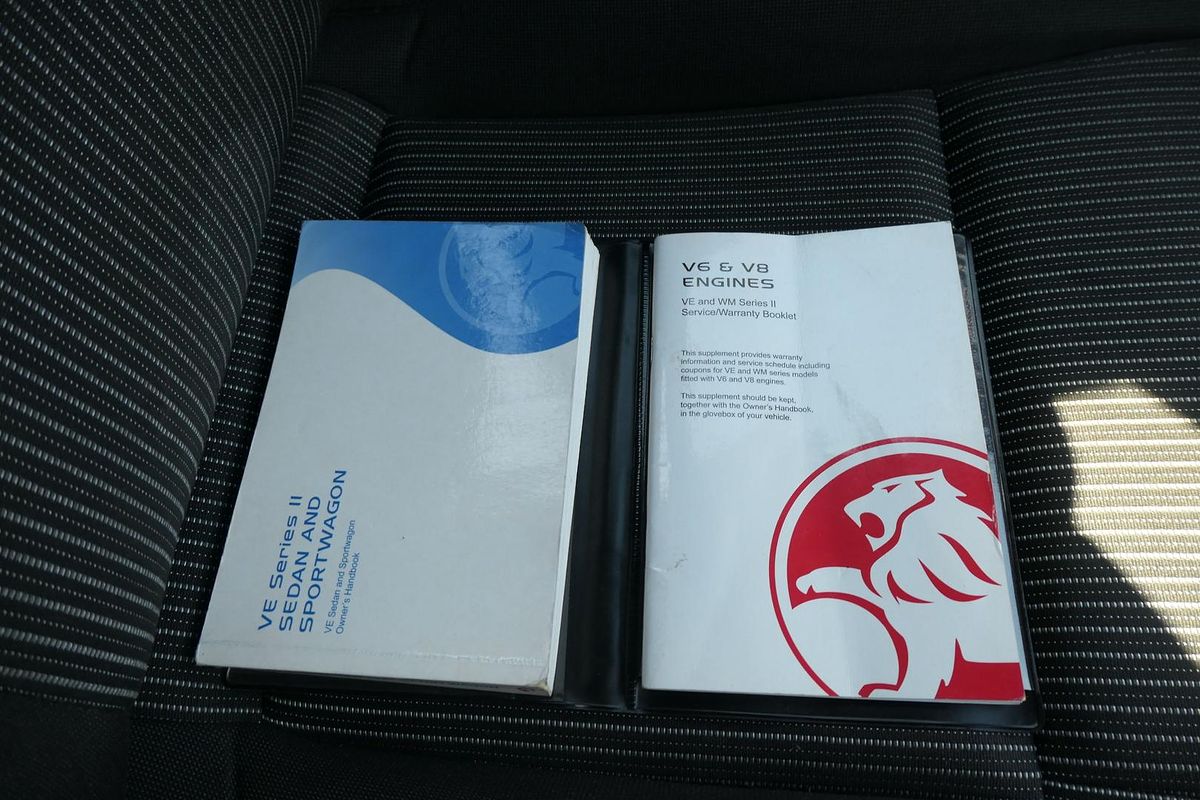 VE Series II
SEDAN AND
SPORTWAGON
VE Sedan and Sportwagon
Owner's Handbook
V6 & V8
ENGINES
VE and WM Series II
Service/Warranty Booklet
This supplement provides warranty
information and service schedule including
coupons for VE and WM series models
fitted with V6 and V8 engines.
This supplement should be kept,
together with the Owner's Handbook,
in the glovebox of your vehicle.